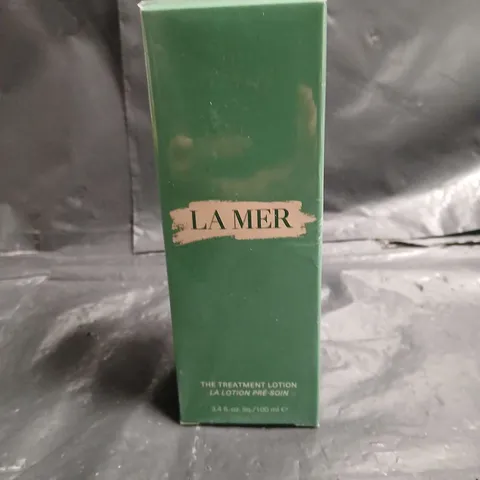 LA MER
THE TREATMENT LOTION
LA LOTION PRÉ-SOIN
3.4 fl.oz. liq./100 ml ℮